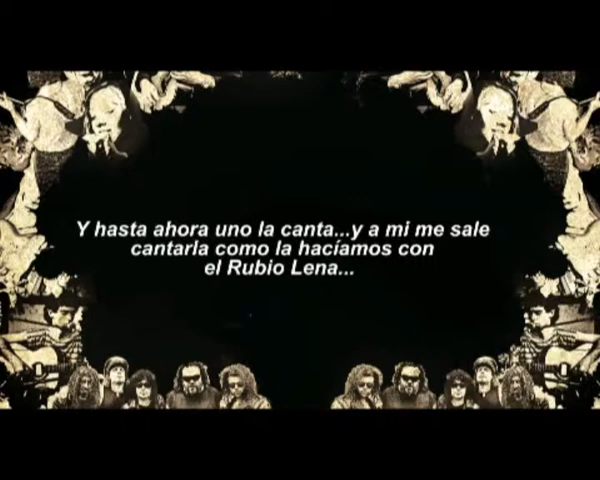 Y hasta ahora uno la canta...y a mi me sale
cantarla como la hacíamos con
el Rubio Lena...